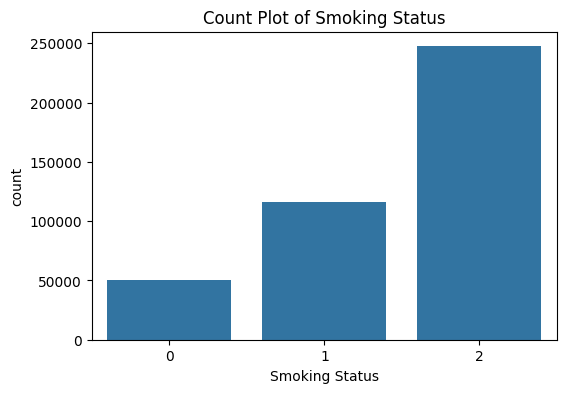 Count Plot of Smoking Status
250000
200000
150000
100000
50000
0
count
0 1 2
Smoking Status